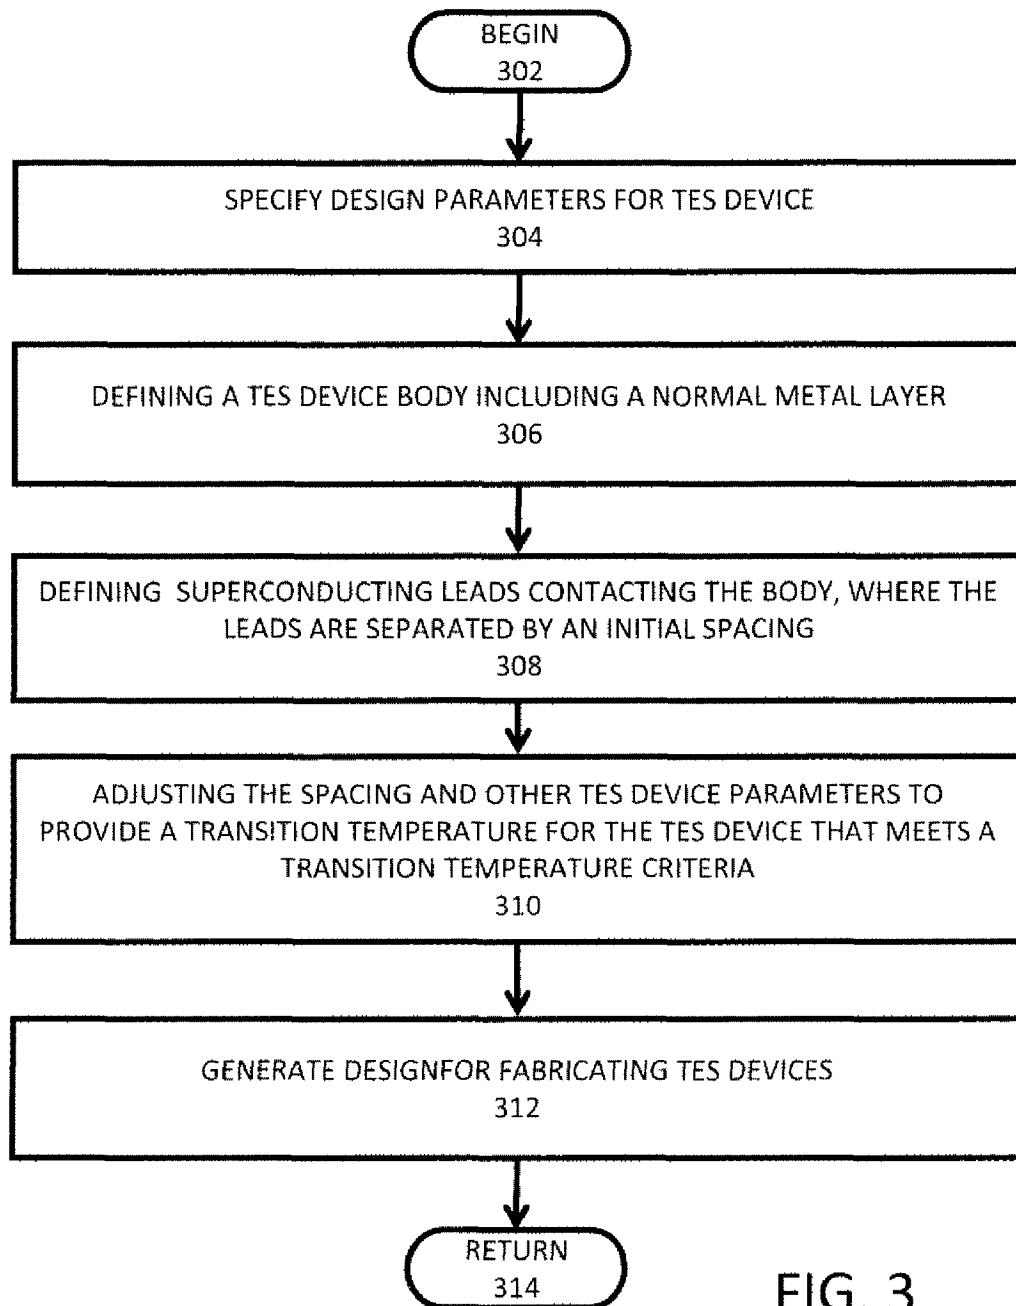 BEGIN
302
SPECIFY DESIGN PARAMETERS FOR TES DEVICE
304
DEFINING A TES DEVICE BODY INCLUDING A NORMAL METAL LAYER
306
DEFINING SUPERCONDUCTING LEADS CONTACTING THE BODY, WHERE THE
LEADS ARE SEPARATED BY AN INITIAL SPACING
308
ADJUSTING THE SPACING AND OTHER TES DEVICE PARAMETERS TO
PROVIDE A TRANSITION TEMPERATURE FOR THE TES DEVICE THAT MEETS A
TRANSITION TEMPERATURE CRITERIA
310
GENERATE DESIGNFOR FABRICATING TES DEVICES
312
RETURN
314
FIG. 3